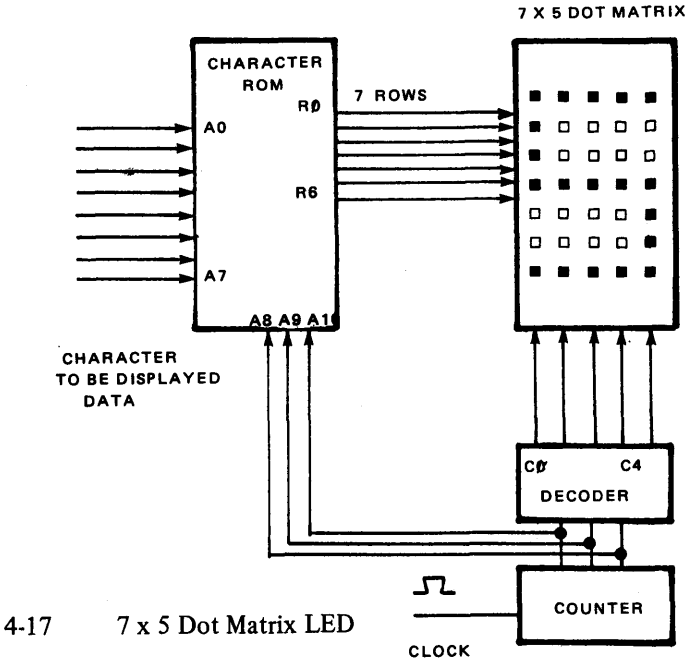 7 X 5 DOT MATRIX
CHARACTER
ROM
RØ
7 ROWS
A0
R6
A7
A8 A9 A10
CHARACTER
TO BE DISPLAYED
DATA
CØ
C4
DECODER
COUNTER
CLOCK
4-17 7 x 5 Dot Matrix LED